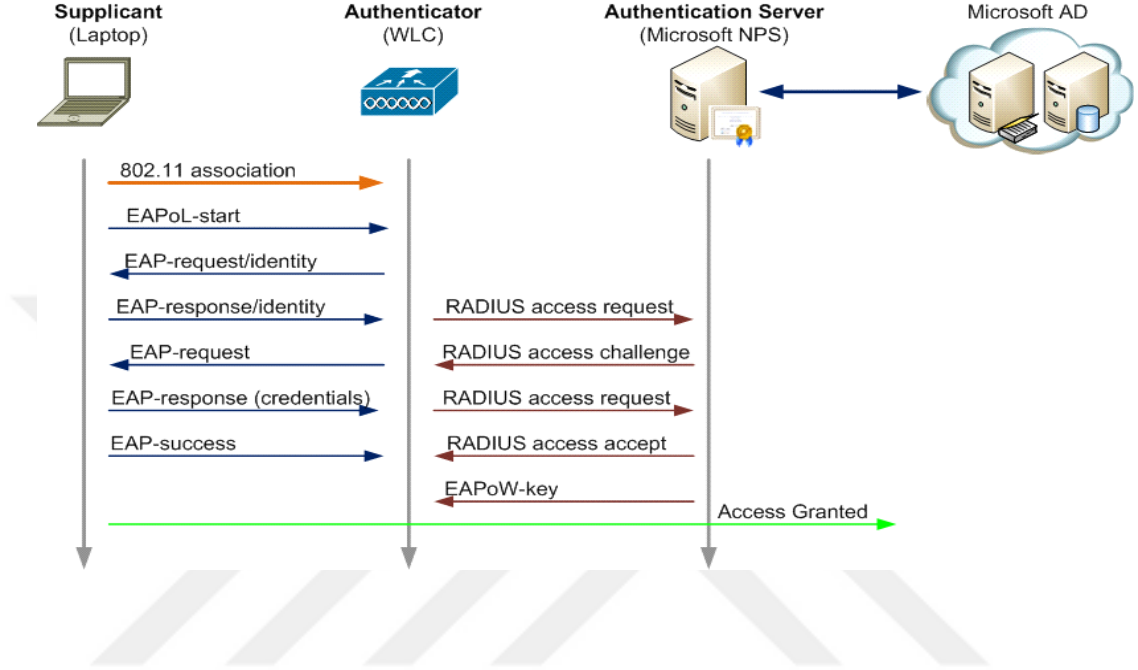 Supplicant
(Laptop)
Authenticator
(WLC)
Authentication Server
(Microsoft NPS)
Microsoft AD
802.11 association
EAPoL-start
EAP-request/identity
EAP-response/identity
RADIUS access request
EAP-request
RADIUS access challenge
EAP-response (credentials)
RADIUS access request
EAP-success
RADIUS access accept
EAPoW-key
Access Granted